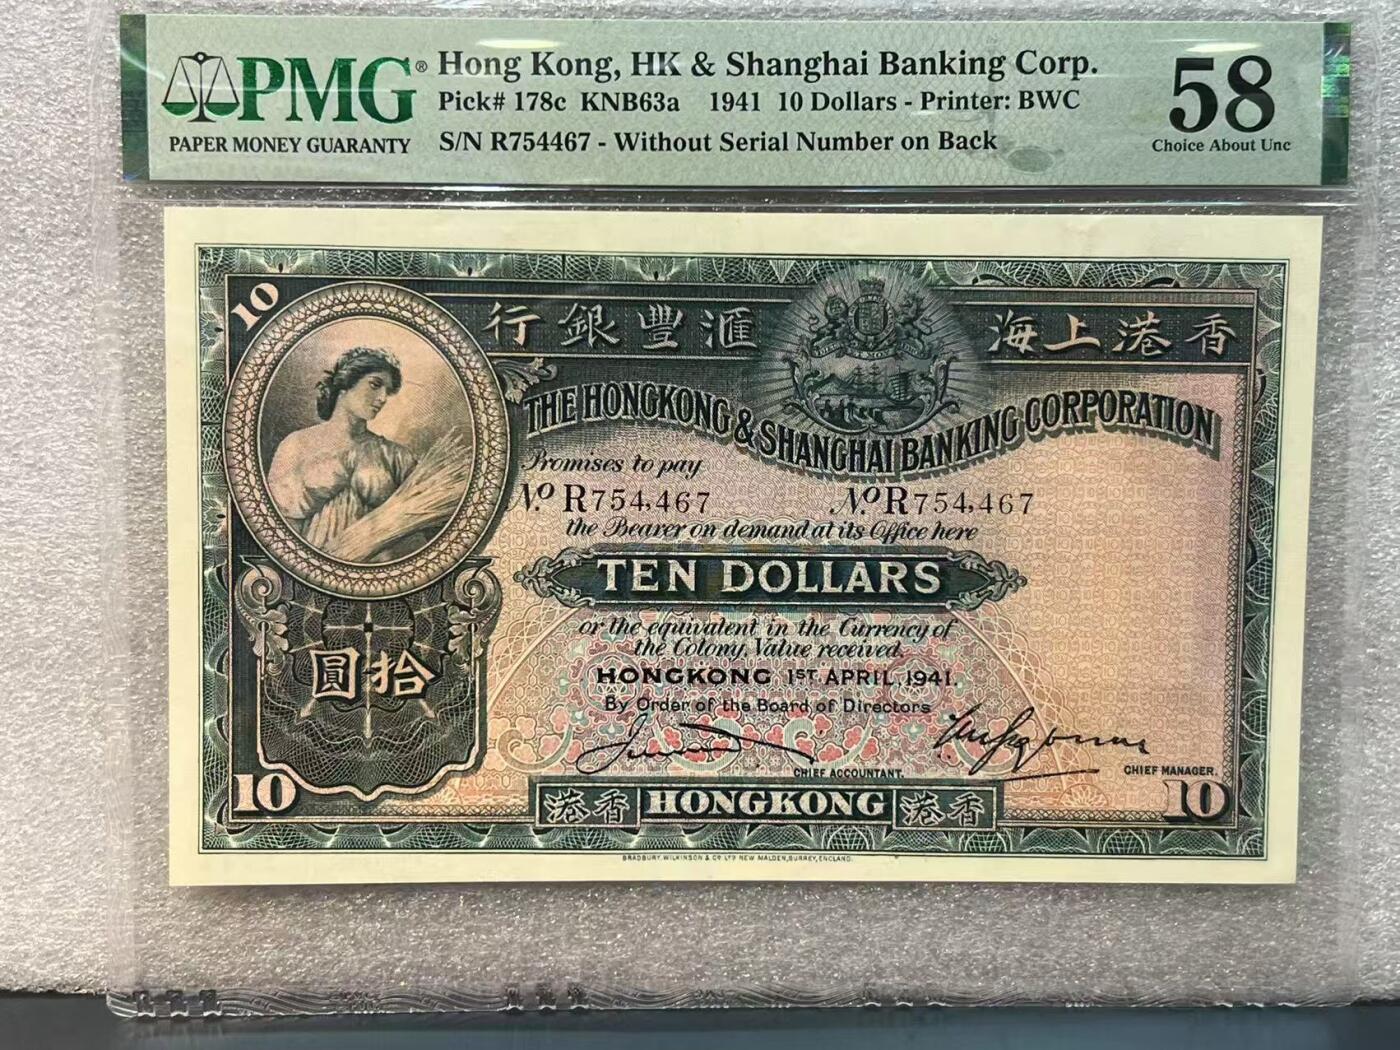 PMG® Hong Kong, HK & Shanghai Banking Corp. 58
Pick# 178c KNB63a 1941 10 Dollars - Printer: BWC
PAPER MONEY GUARANTY S/N R754467 - Without Serial Number on Back Choice About Unc
10
行銀豐滙 海上港香
THE HONGKONG & SHANGHAI BANKING CORPORATION
Promises to pay
No. R754,467 No. R754,467
the Bearer on demand at its Office here
TEN DOLLARS
or the equivalent in the Currency of
the Colony, Value received.
圓拾
HONGKONG 1ST APRIL, 1941.
By Order of the Board of Directors
CHIEF ACCOUNTANT. CHIEF MANAGER.
10 港香 HONGKONG 港香 10
BRADBURY, WILKINSON & Co LTD NEW MALDEN, SURREY, ENGLAND.